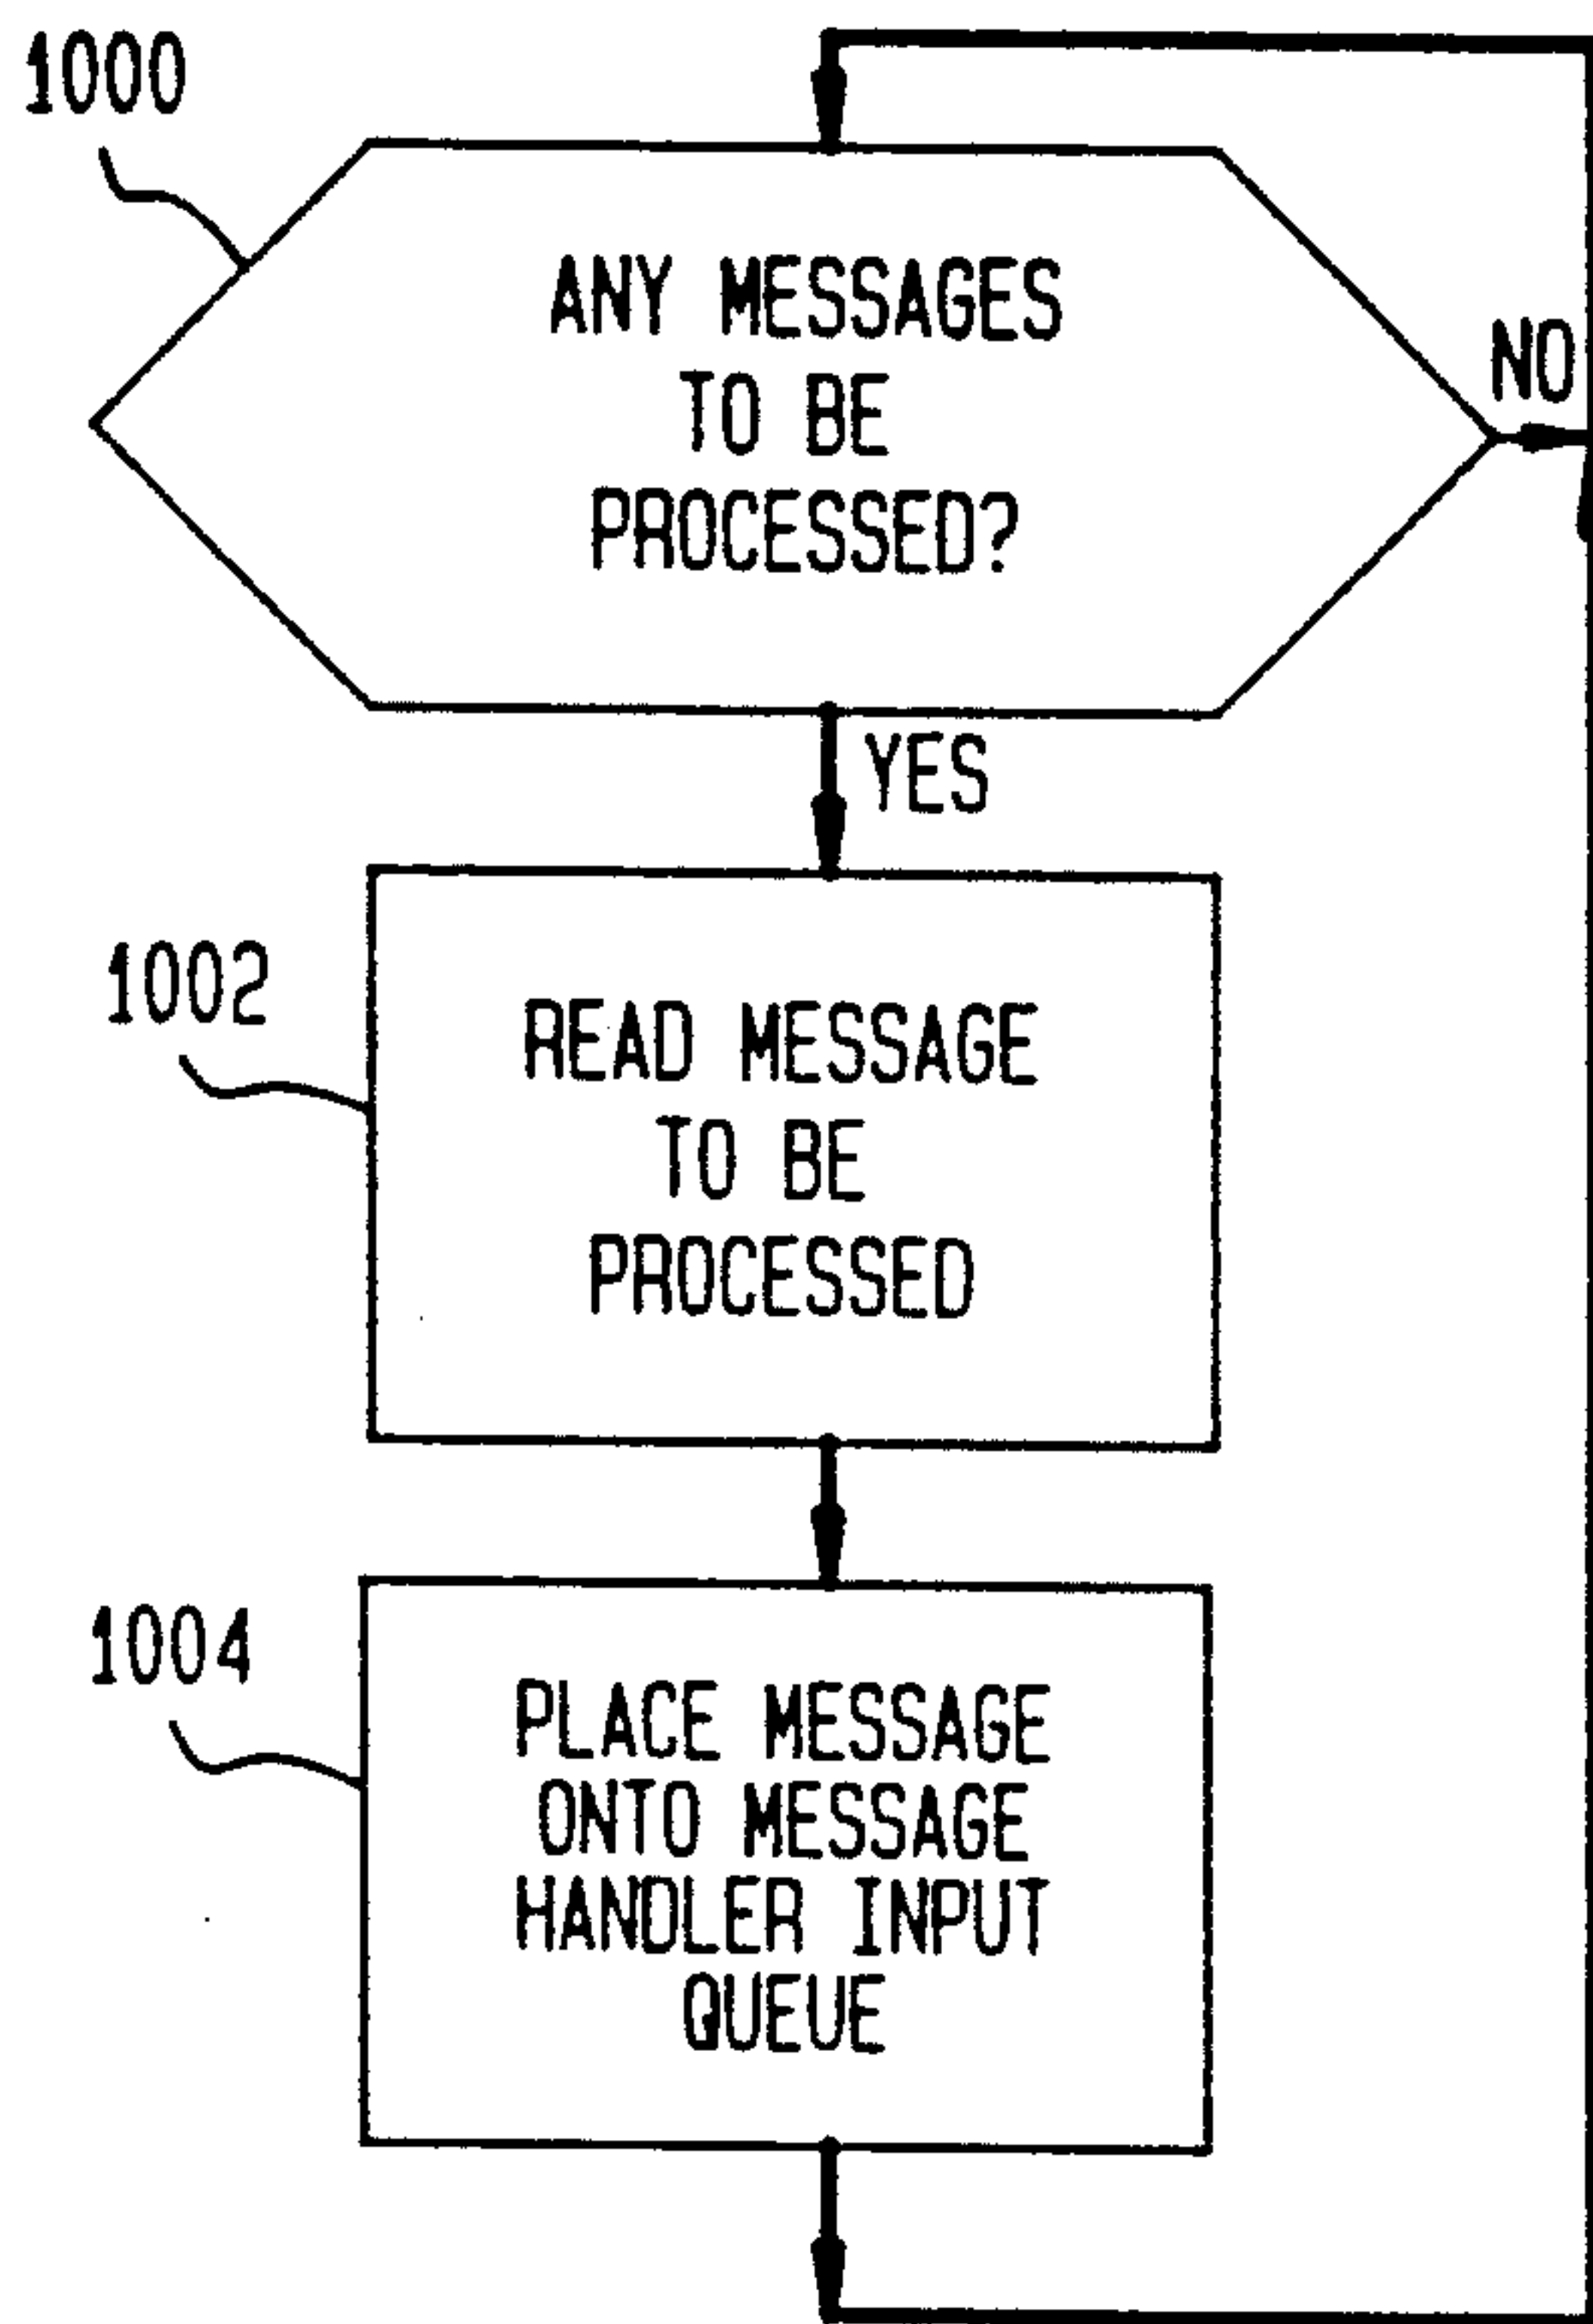 1000
ANY MESSAGES
TO BE
PROCESSED?
NO
YES
1002
READ MESSAGE
TO BE
PROCESSED
1004
PLACE MESSAGE
ONTO MESSAGE
HANDLER INPUT
QUEUE